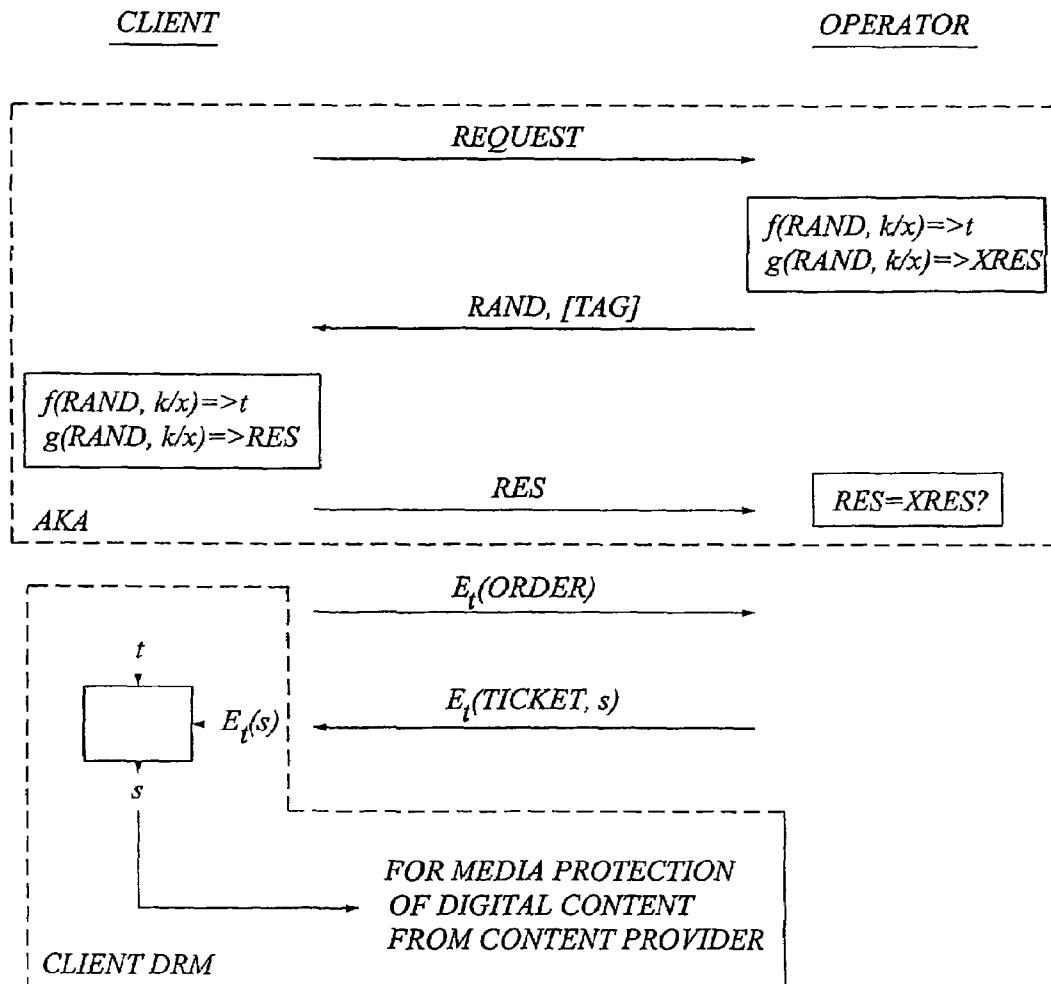 CLIENT
OPERATOR
REQUEST
f(RAND, k/x)=>t
g(RAND, k/x)=>XRES
RAND, [TAG]
f(RAND, k/x)=>t
g(RAND, k/x)=>RES
RES
RES=XRES?
AKA
E_t(ORDER)
t
E_t(TICKET, s)
E_t(s)
s
FOR MEDIA PROTECTION
OF DIGITAL CONTENT
FROM CONTENT PROVIDER
CLIENT DRM